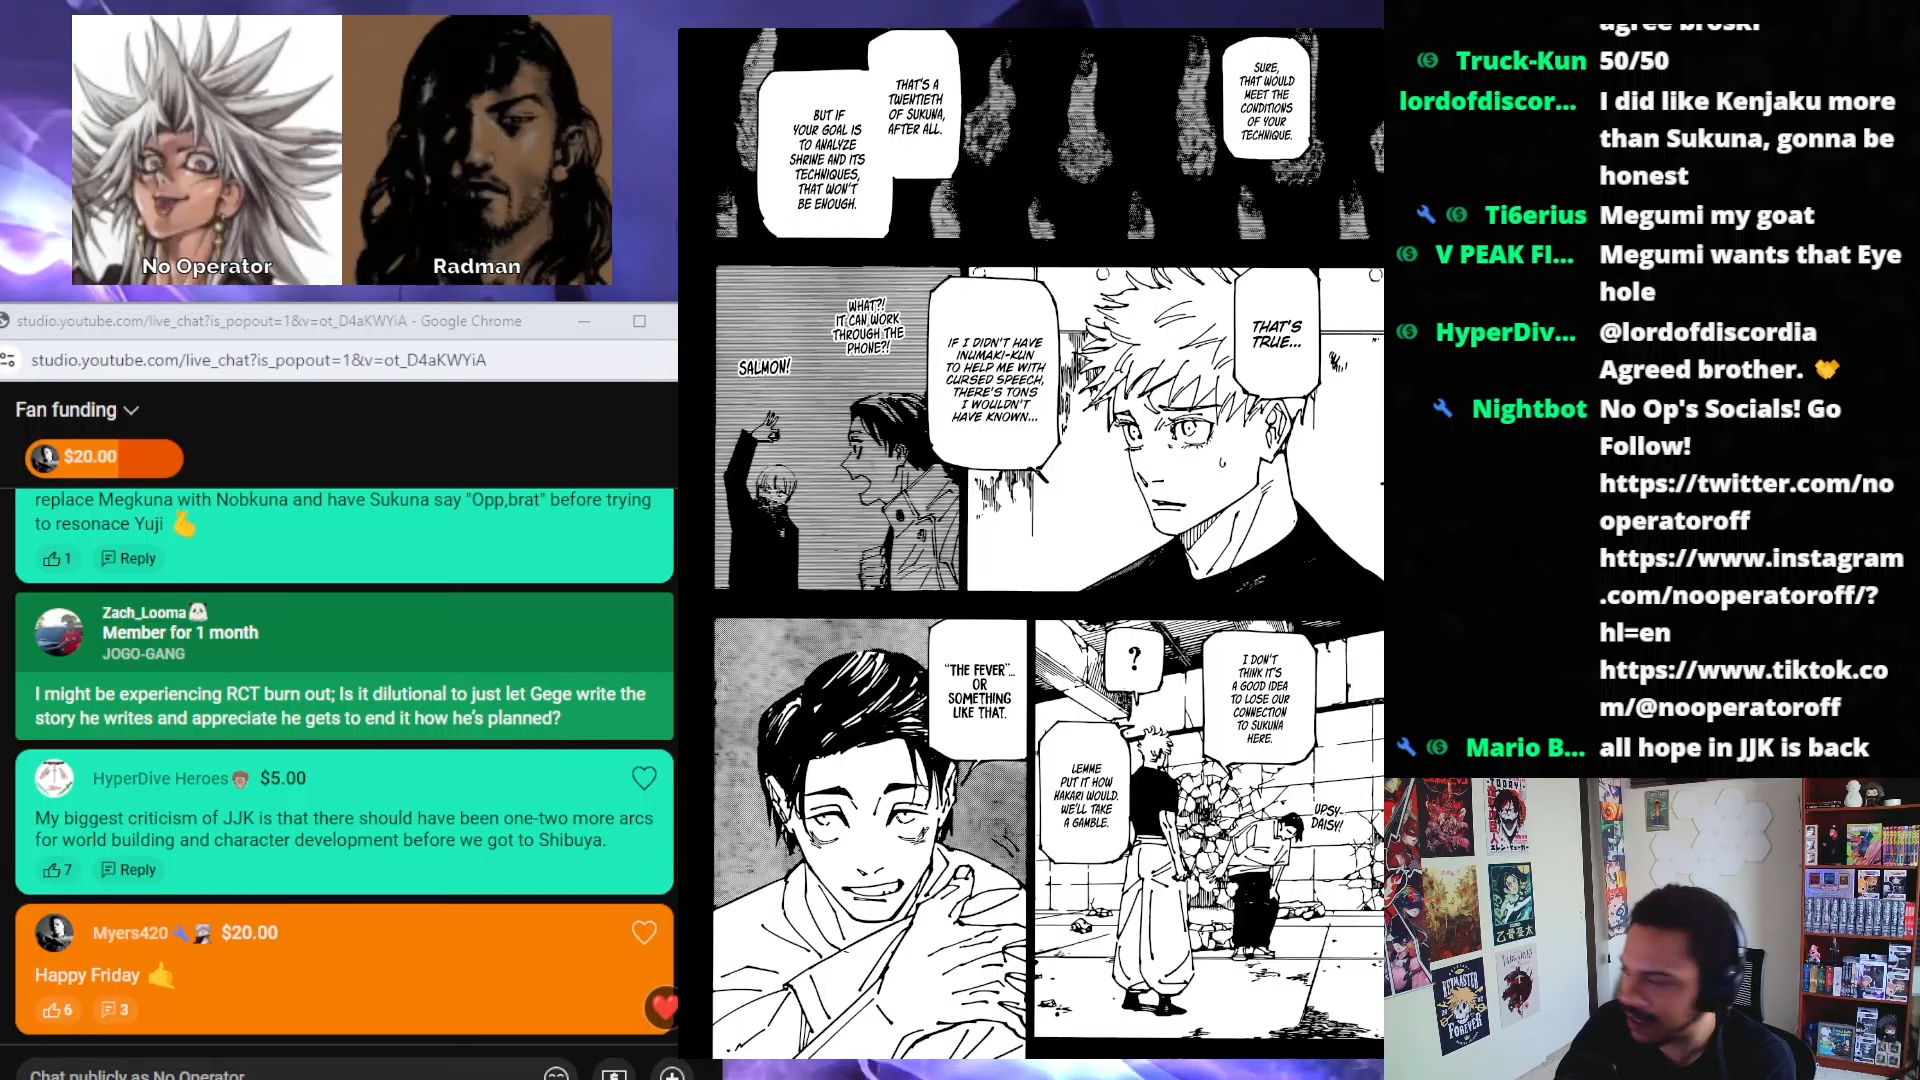 No Operator
Radman
studio.youtube.com/live_chat?is_popout=1&v=ot_D4aKWYiA - Google Chrome
studio.youtube.com/live_chat?is_popout=1&v=ot_D4aKWYiA
Fan funding
$20.00
replace Megkuna with Nobkuna and have Sukuna say "Opp,brat" before trying
to resonace Yuji
1
Reply
Zach_Looma
Member for 1 month
JOGO-GANG
I might be experiencing RCT burn out; Is it dilutional to just let Gege write the
story he writes and appreciate he gets to end it how he's planned?
HyperDive Heroes $5.00
My biggest criticism of JJK is that there should have been one-two more arcs
for world building and character development before we got to Shibuya.
7
Reply
Myers420 $20.00
Happy Friday
6
3
Chat publicly as No Operator
SURE,
THAT WOULD
MEET THE
CONDITIONS
OF YOUR
TECHNIQUE.
THAT'S A
TWENTIETH
OF SUKUNA,
AFTER ALL.
BUT IF
YOUR GOAL IS
TO ANALYZE
SHRINE AND ITS
TECHNIQUES,
THAT WON'T
BE ENOUGH.
THAT'S
TRUE...
IF I DIDN'T HAVE
INUMAKI-KUN
TO HELP ME WITH
CURSED SPEECH,
THERE'S TONS
I WOULDN'T
HAVE KNOWN...
WHAT?!
IT CAN WORK
THROUGH THE
PHONE?!
SALMON!
I DON'T
THINK IT'S
A GOOD IDEA
TO LOSE OUR
CONNECTION
TO SUKUNA
HERE.
?
LEMME
PUT IT HOW
HAKARI WOULD.
WE'LL TAKE
A GAMBLE.
UPSY-
DAISY!
"THE FEVER"...
OR
SOMETHING
LIKE THAT.
agree broski
Truck-Kun 50/50
lordofdiscor... I did like Kenjaku more
than Sukuna, gonna be
honest
Ti6erius Megumi my goat
V PEAK FI... Megumi wants that Eye
hole
HyperDiv... @lordofdiscordia
Agreed brother.
Nightbot No Op's Socials! Go
Follow!
https://twitter.com/no
operatoroff
https://www.instagram
.com/nooperatoroff/?
hl=en
https://www.tiktok.co
m/@nooperatoroff
Mario B... all hope in JJK is back
KETMASTER
FOREVER
乙骨憂太